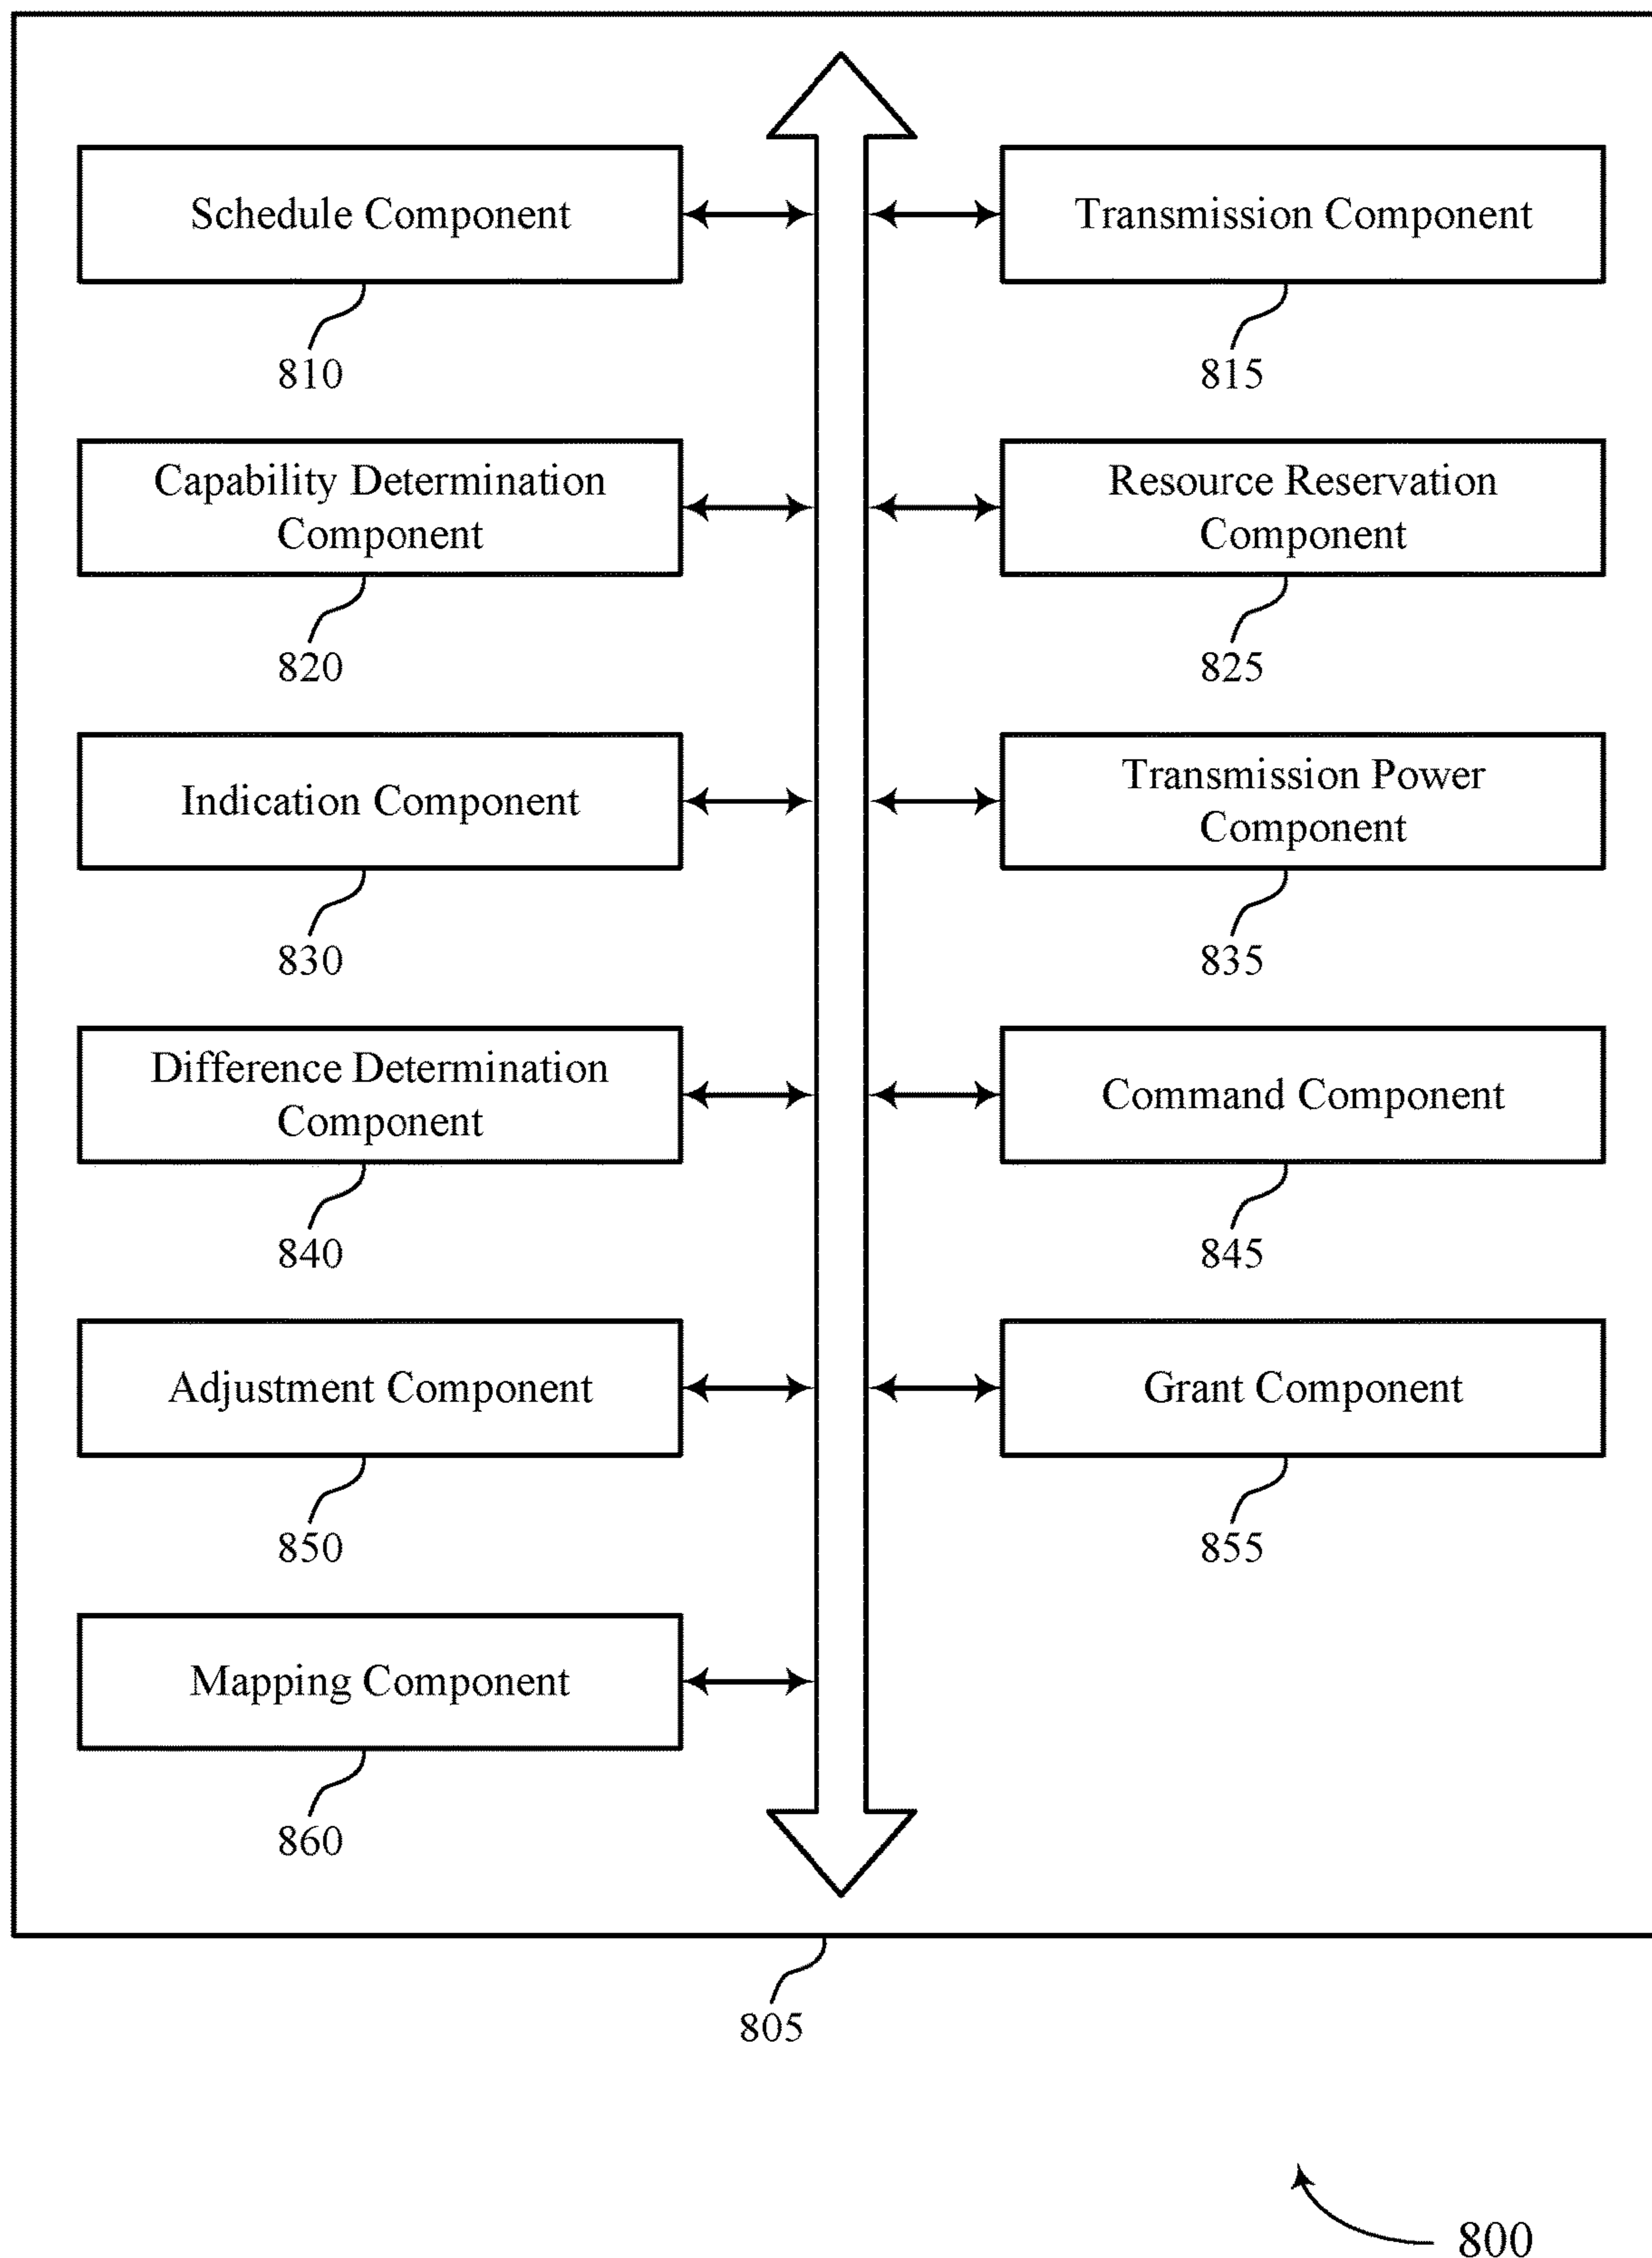 Schedule Component
810
Transmission Component
815
Capability Determination
Component
820
Resource Reservation
Component
825
Indication Component
830
Transmission Power
Component
835
Difference Determination
Component
840
Command Component
845
Adjustment Component
850
Grant Component
855
Mapping Component
860
805
800